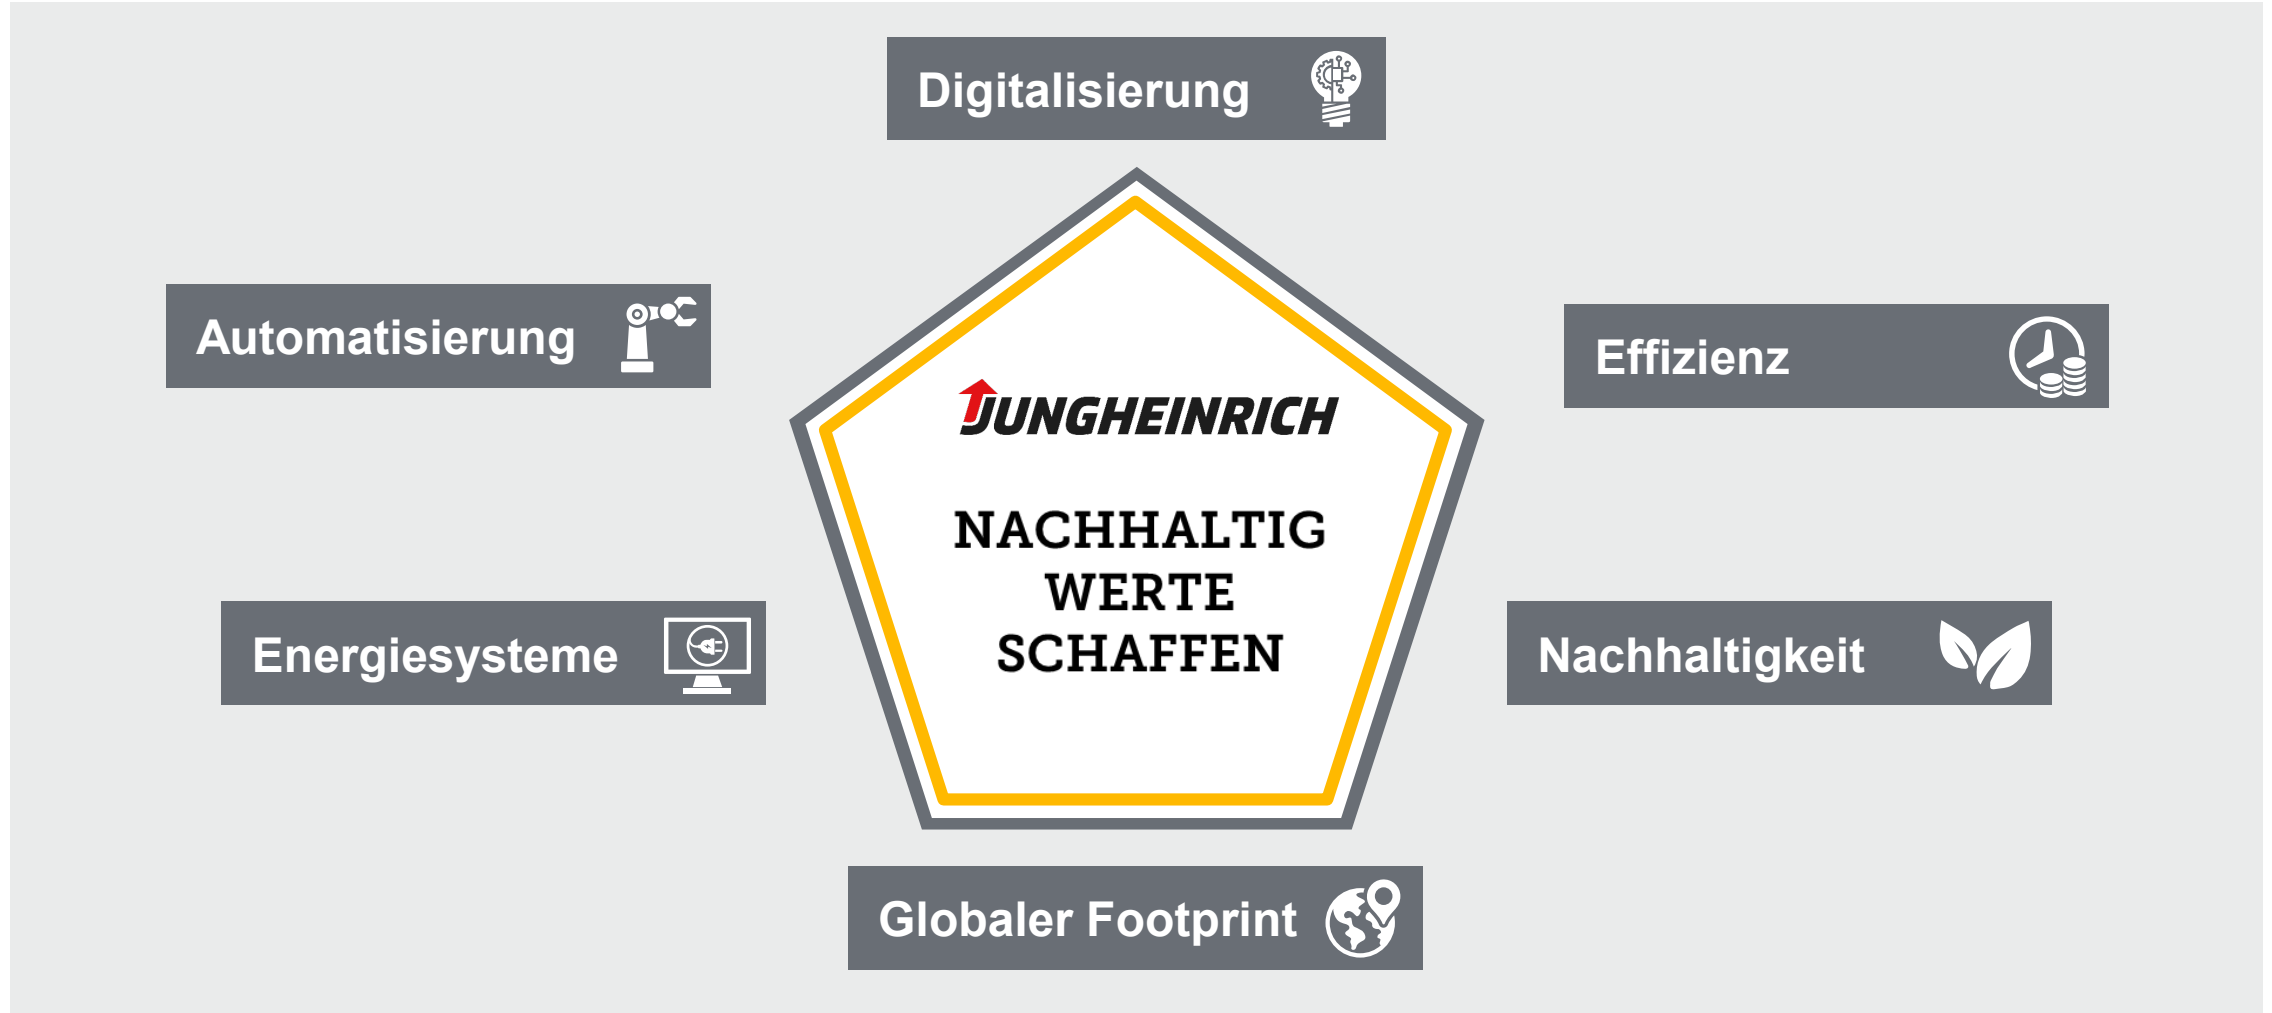 Digitalisierung
Automatisierung
Effizienz
JUNGHEINRICH
NACHHALTIG
WERTE
SCHAFFEN
Energiesysteme
Nachhaltigkeit
Globaler Footprint